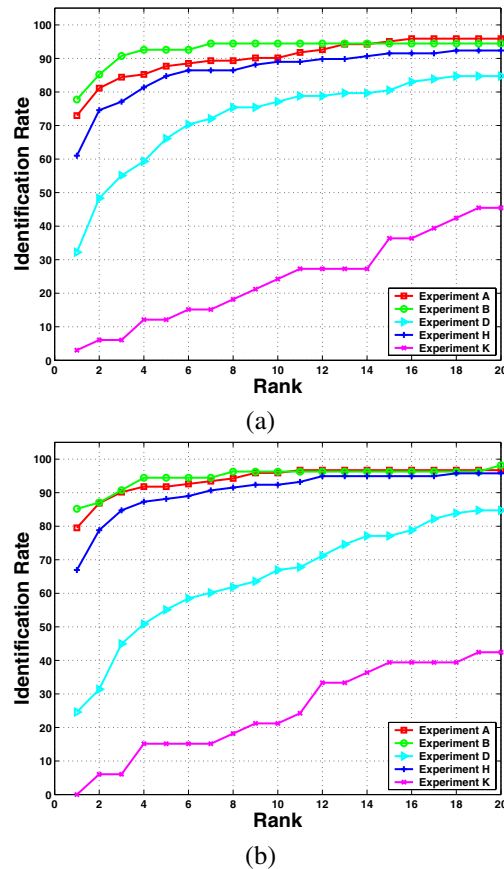 100
90
80
70
60
50
40
30
20
10
0
Identification Rate
0 2 4 6 8 10 12 14 16 18 20
Rank
Experiment A
Experiment B
Experiment D
Experiment H
Experiment K
(a)
100
90
80
70
60
50
40
30
20
10
0
Identification Rate
0 2 4 6 8 10 12 14 16 18 20
Rank
Experiment A
Experiment B
Experiment D
Experiment H
Experiment K
(b)